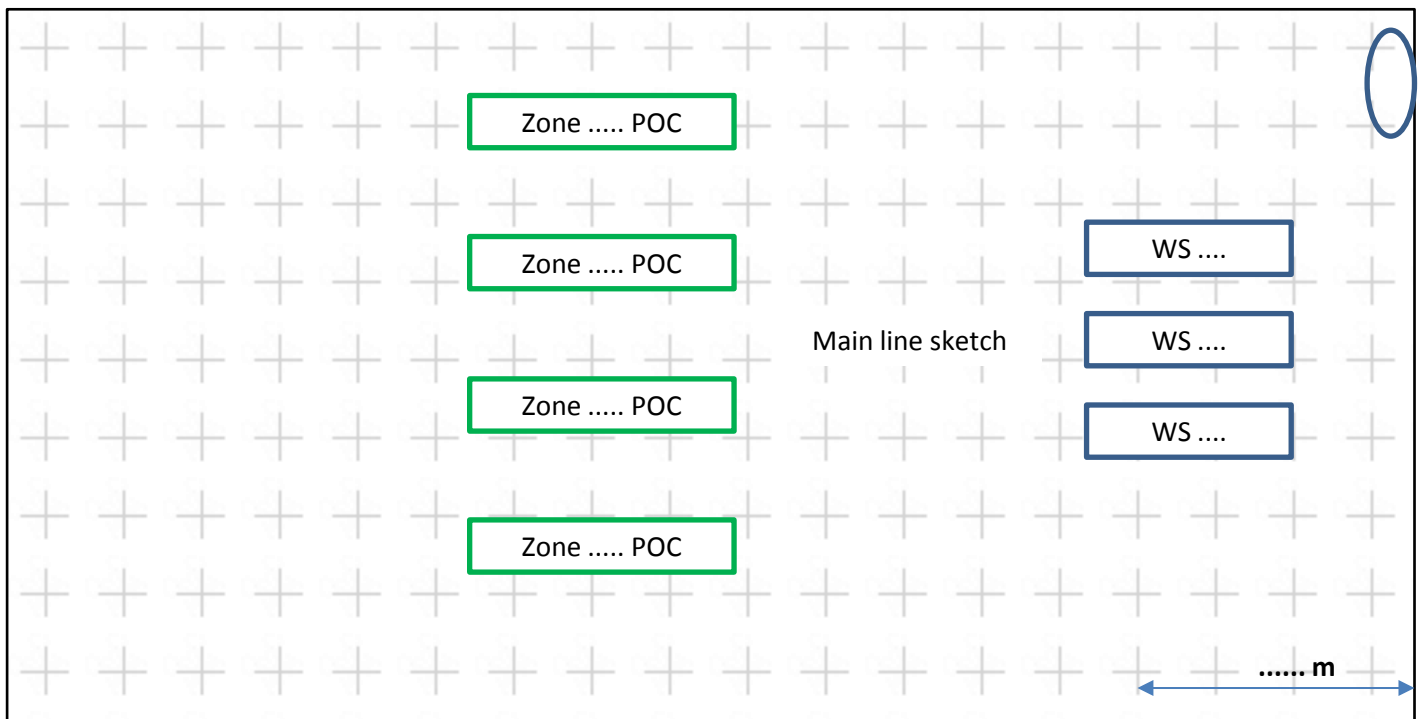 Zone ..... POC
Zone ..... POC
WS ....
Main line sketch
WS ....
Zone ..... POC
WS ....
Zone ..... POC
...... m